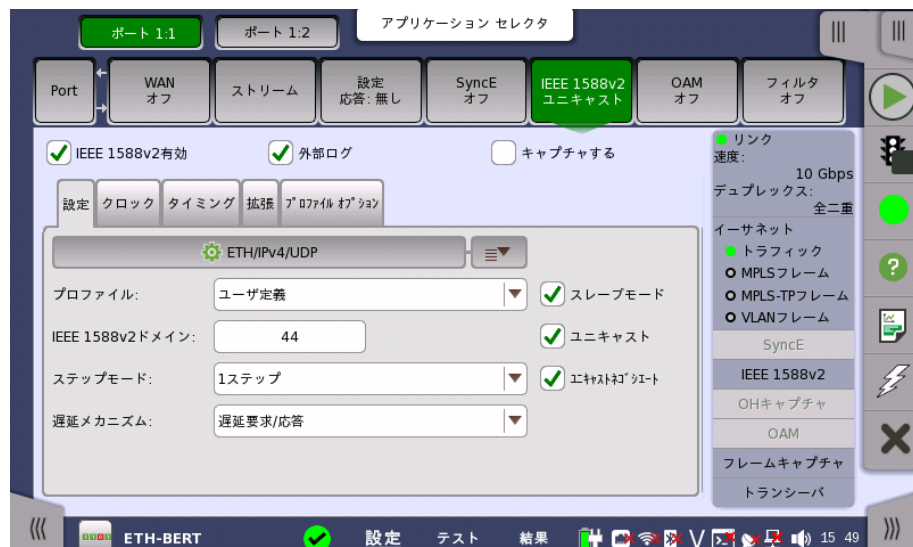 アプリケーション セレクタ
ポート 1:1
ポート 1:2
Port
WAN
オフ
ストリーム
設定
応答: 無し
SyncE
オフ
IEEE 1588v2
ユニキャスト
OAM
オフ
フィルタ
オフ
IEEE 1588v2有効
外部ログ
キャプチャする
設定
クロック
タイミング
拡張
ﾌﾟﾛﾌｧｲﾙ ｵﾌﾟｼｮﾝ
ETH/IPv4/UDP
プロファイル:
ユーザ定義
スレーブモード
IEEE 1588v2ドメイン:
44
ユニキャスト
ステップモード:
1ステップ
ﾕﾆｷｬｽﾄﾈｺﾞｼｴｰﾄ
遅延メカニズム:
遅延要求/応答
リンク
速度:
10 Gbps
デュプレックス:
全二重
イーサネット
トラフィック
MPLSフレーム
MPLS-TPフレーム
VLANフレーム
SyncE
IEEE 1588v2
OHキャプチャ
OAM
フレームキャプチャ
トランシーバ
ETH-BERT
設定
テスト
結果
15 49